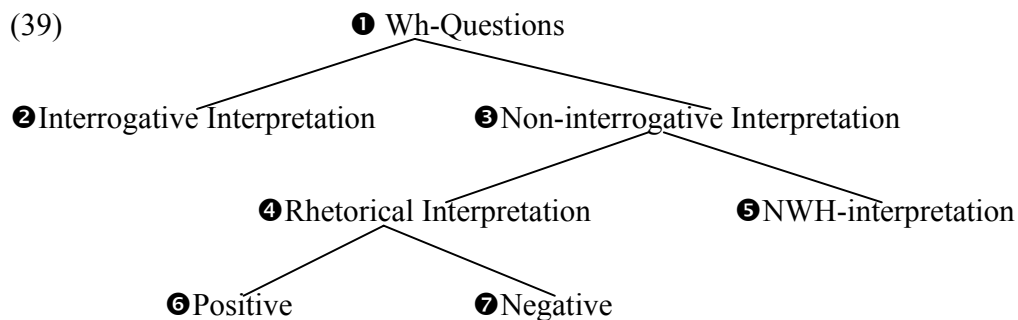 (39) ❶ Wh-Questions
❷Interrogative Interpretation ❸Non-interrogative Interpretation
❹Rhetorical Interpretation ❺NWH-interpretation
❻Positive ❼Negative